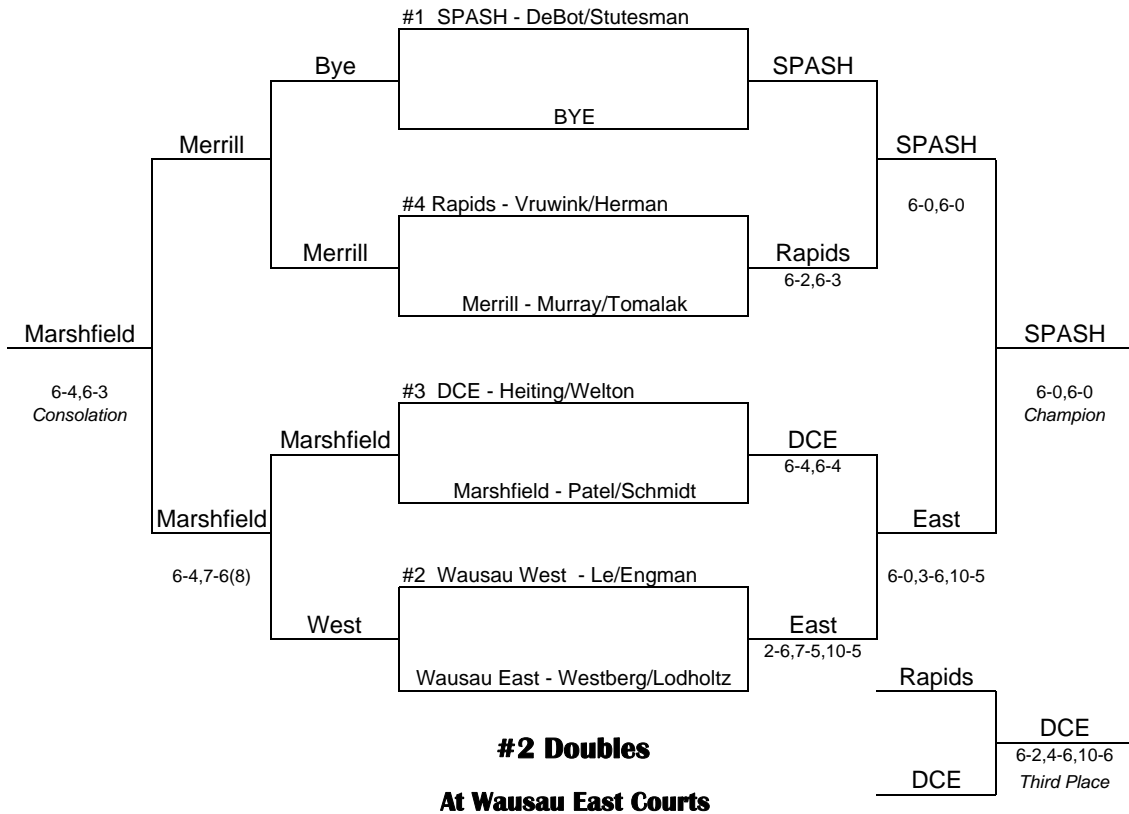 #1 SPASH - DeBot/Stutesman
Bye
SPASH
BYE
Merrill
SPASH
#4 Rapids - Vruwink/Herman
6-0,6-0
Merrill
Rapids
6-2,6-3
Merrill - Murray/Tomalak
Marshfield
SPASH
6-4,6-3
Consolation
#3 DCE - Heiting/Welton
6-0,6-0
Champion
Marshfield
DCE
6-4,6-4
Marshfield - Patel/Schmidt
Marshfield
East
6-4,7-6(8)
#2 Wausau West - Le/Engman
6-0,3-6,10-5
West
East
2-6,7-5,10-5
Wausau East - Westberg/Lodholtz
Rapids
DCE
6-2,4-6,10-6
Third Place
DCE
#2 Doubles
At Wausau East Courts